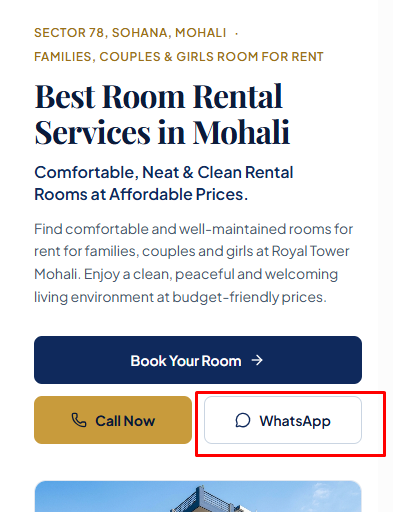 SECTOR 78, SOHANA, MOHALI ·
FAMILIES, COUPLES & GIRLS ROOM FOR RENT
Best Room Rental
Services in Mohali
Comfortable, Neat & Clean Rental
Rooms at Affordable Prices.
Find comfortable and well-maintained rooms for
rent for families, couples and girls at Royal Tower
Mohali. Enjoy a clean, peaceful and welcoming
living environment at budget-friendly prices.
Book Your Room →
Call Now
WhatsApp